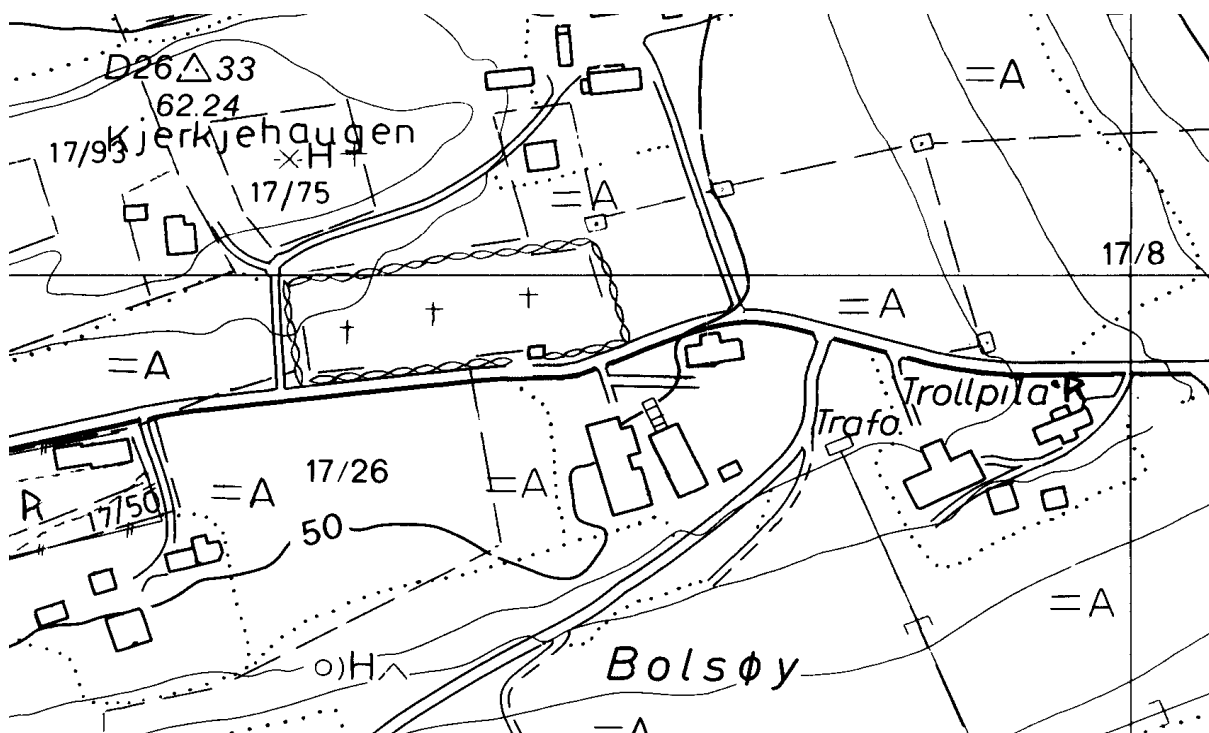 D26 33
62.24
Kjerkjehaugen
17/93
H
17/75
=A
=A
17/8
=A
=A
Trollpila R
Trafo.
17/26
=A
=A
R
17/50
50
=A
H
Bolsøy
=A